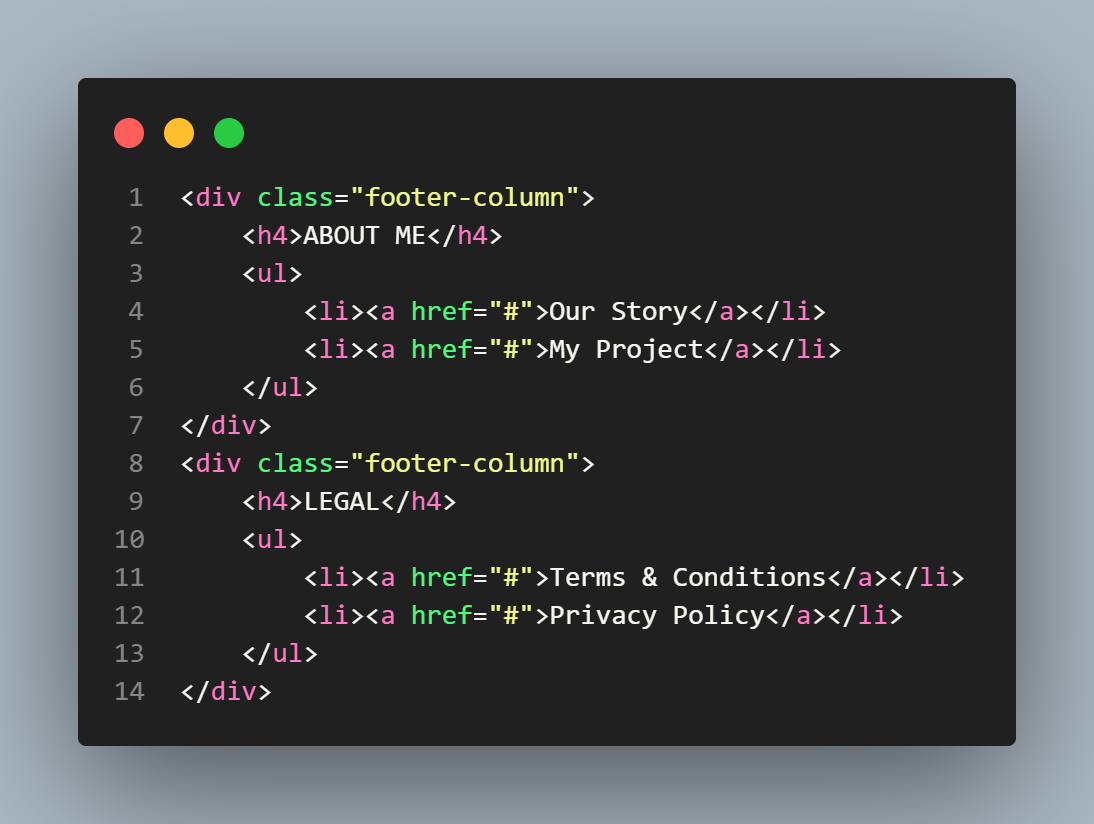 1 <div class="footer-column">
2     <h4>ABOUT ME</h4>
3     <ul>
4         <li><a href="#">Our Story</a></li>
5         <li><a href="#">My Project</a></li>
6     </ul>
7 </div>
8 <div class="footer-column">
9     <h4>LEGAL</h4>
10     <ul>
11         <li><a href="#">Terms & Conditions</a></li>
12         <li><a href="#">Privacy Policy</a></li>
13     </ul>
14 </div>